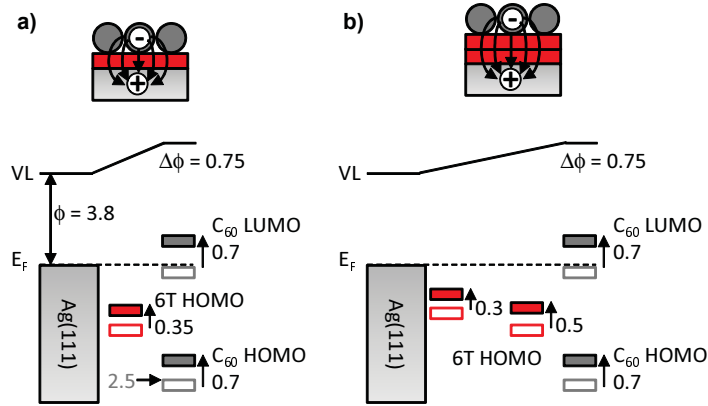 a)
-
+
VL
Δϕ = 0.75
ϕ = 3.8
C₆₀ LUMO
0.7
E_F
Ag(111)
6T HOMO
0.35
C₆₀ HOMO
2.5
0.7
b)
-
+
VL
Δϕ = 0.75
C₆₀ LUMO
0.7
E_F
Ag(111)
0.3
0.5
6T HOMO
C₆₀ HOMO
0.7